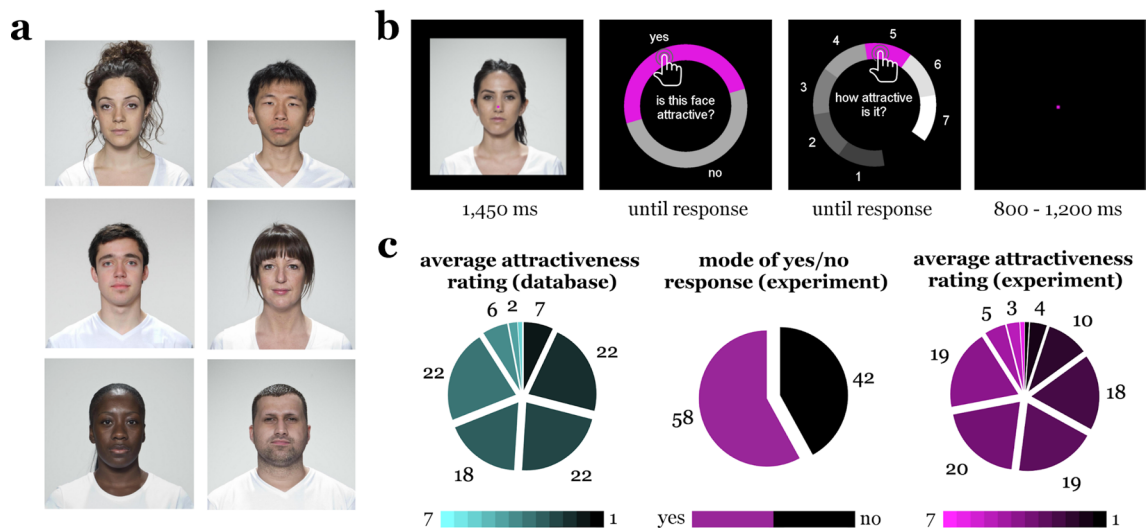 a
b
yes
is this face
attractive?
no
1
2
3
4
5
6
7
how attractive
is it?
1,450 ms
until response
until response
800 - 1,200 ms
c
average attractiveness
rating (database)
6
2
7
22
22
18
22
7
1
mode of yes/no
response (experiment)
58
42
yes
no
average attractiveness
rating (experiment)
5
3
4
10
18
19
20
19
7
1